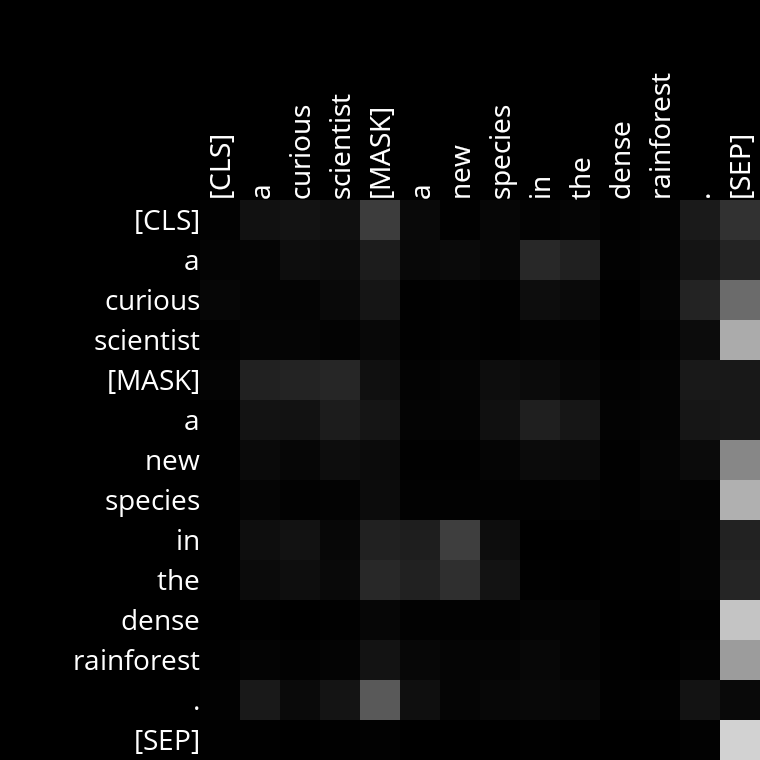 [CLS] a curious scientist [MASK] a new species in the dense rainforest . [SEP]
[CLS]
a
curious
scientist
[MASK]
a
new
species
in
the
dense
rainforest
.
[SEP]